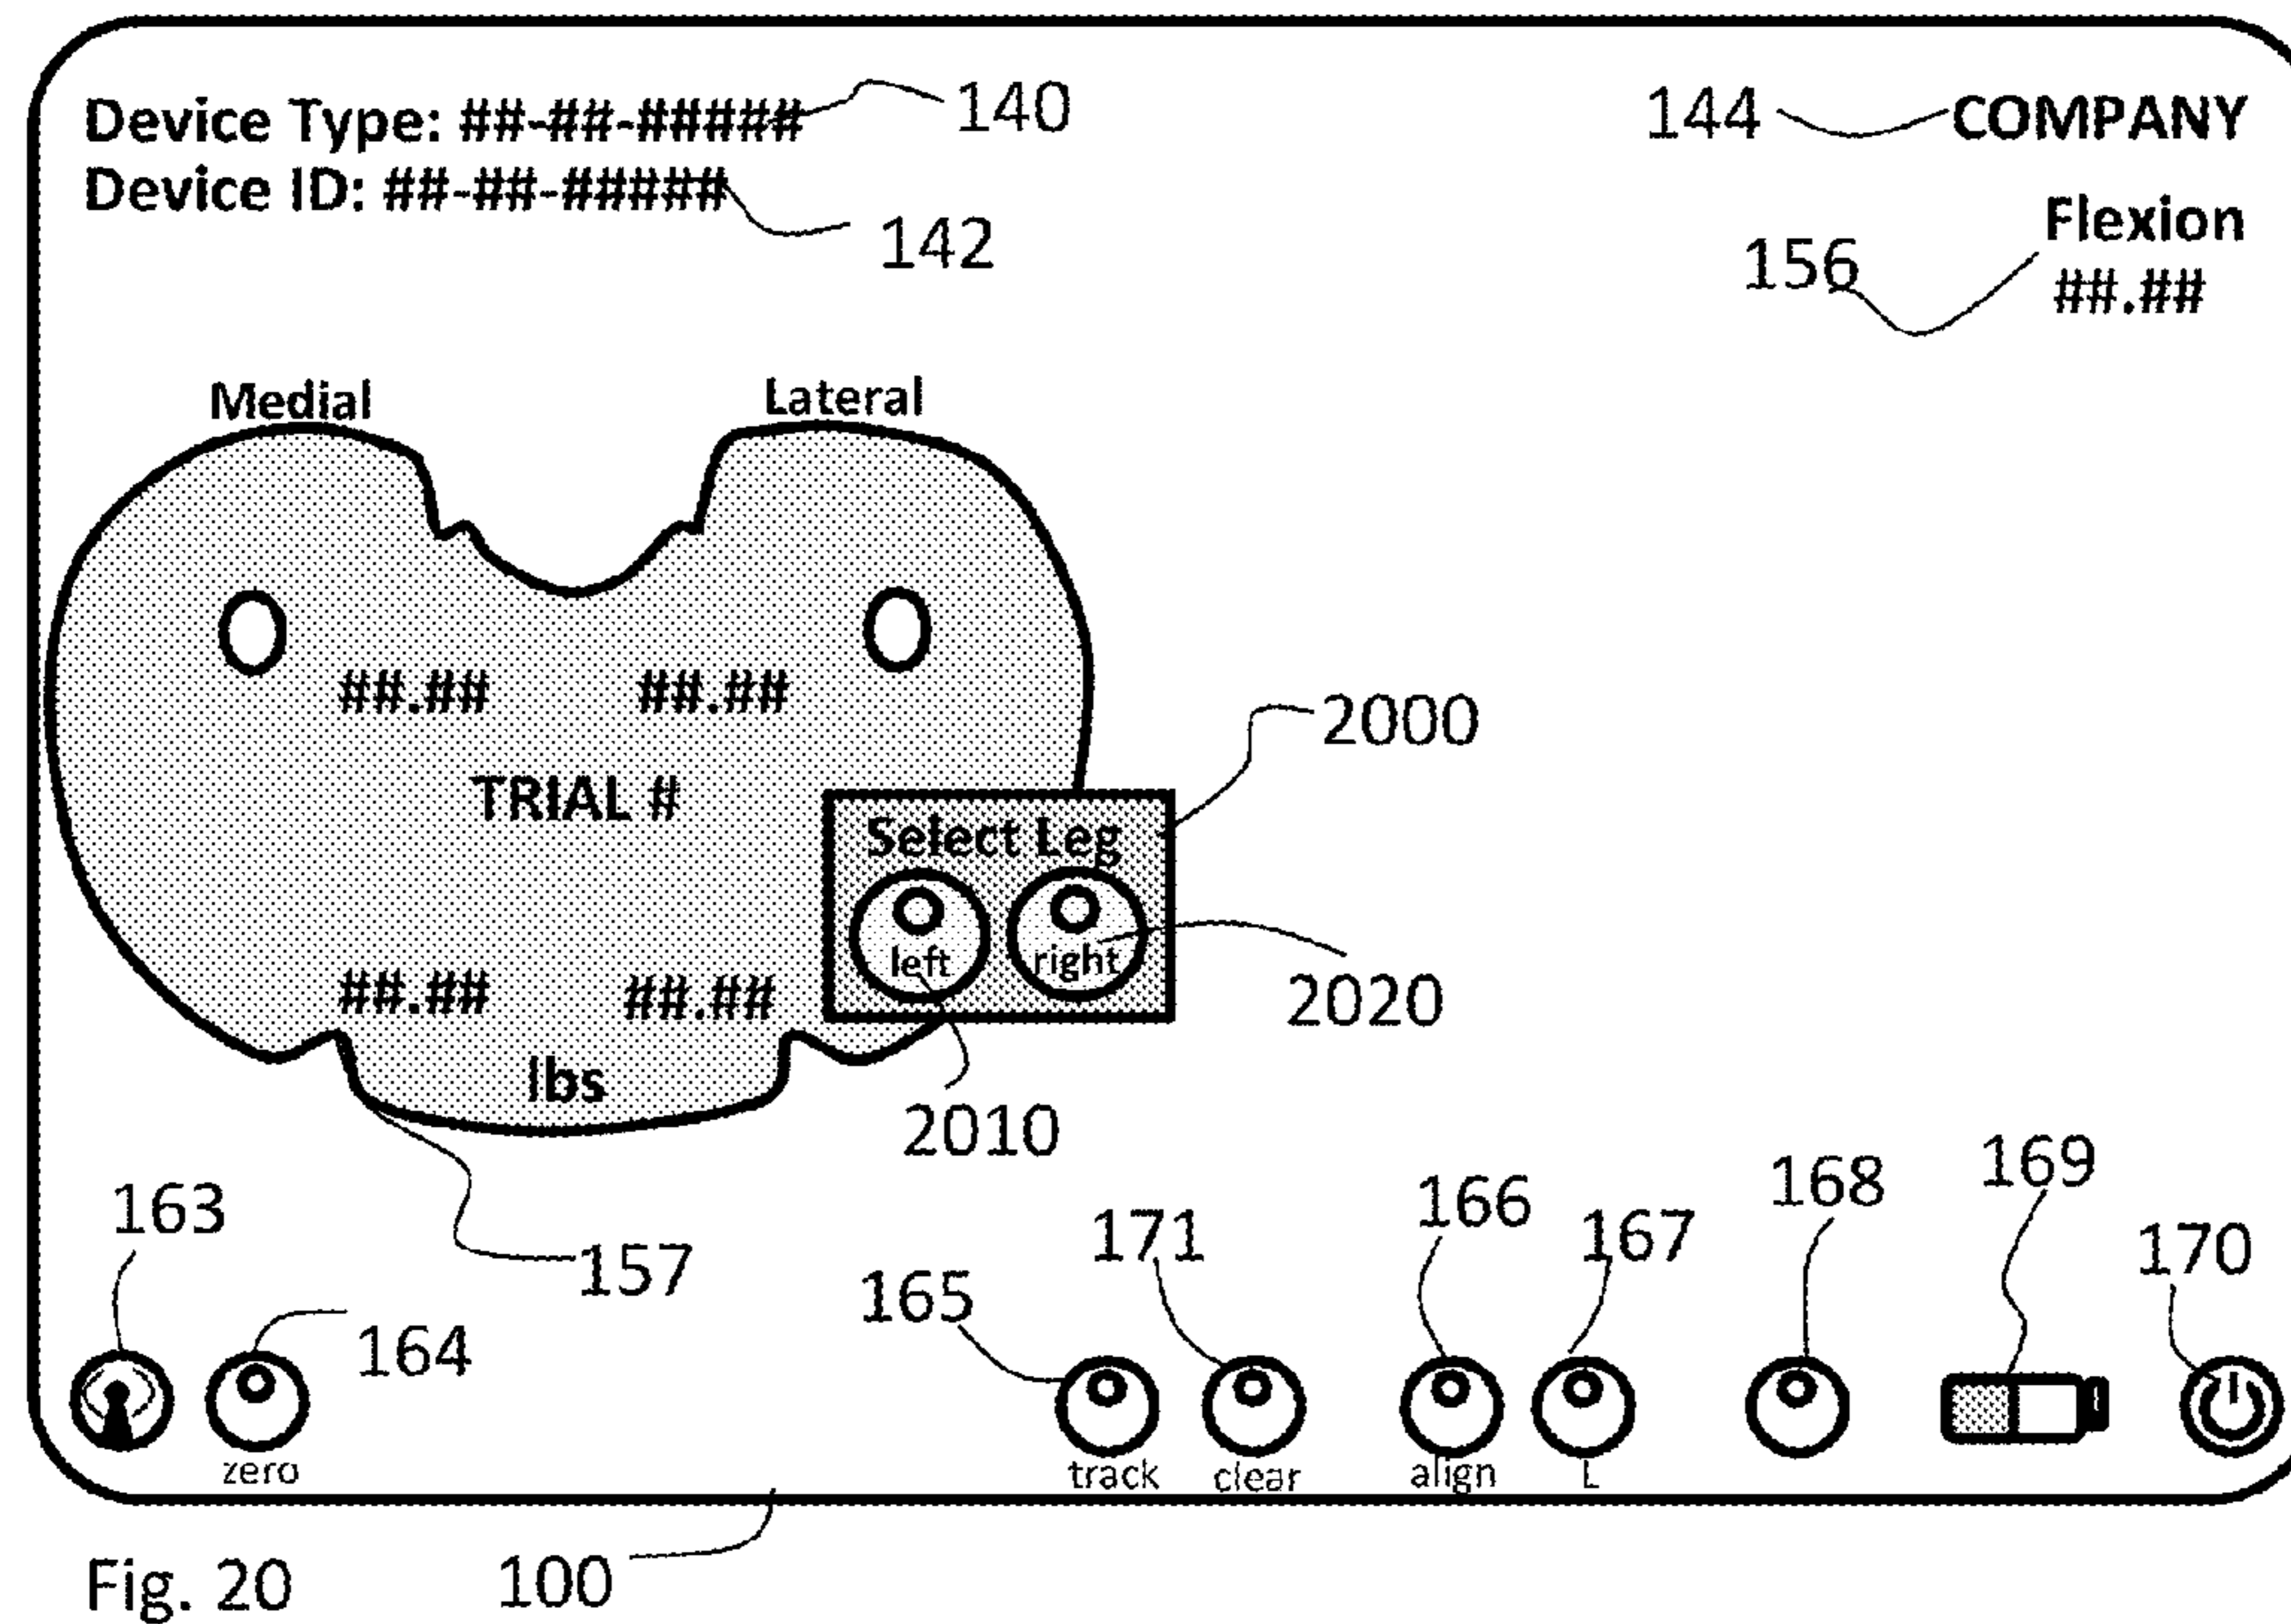 Device Type: ##-##-##### 140 144 COMPANY
Device ID: ##-##-##### 142
Flexion
156 ##.##
Medial Lateral
##.## ##.##
2000
TRIAL #
Select Leg
left right
##.## ##.##
2020
lbs
2010
163 157 165 171 166 167 168 169 170
164
zero track clear align L
Fig. 20 100